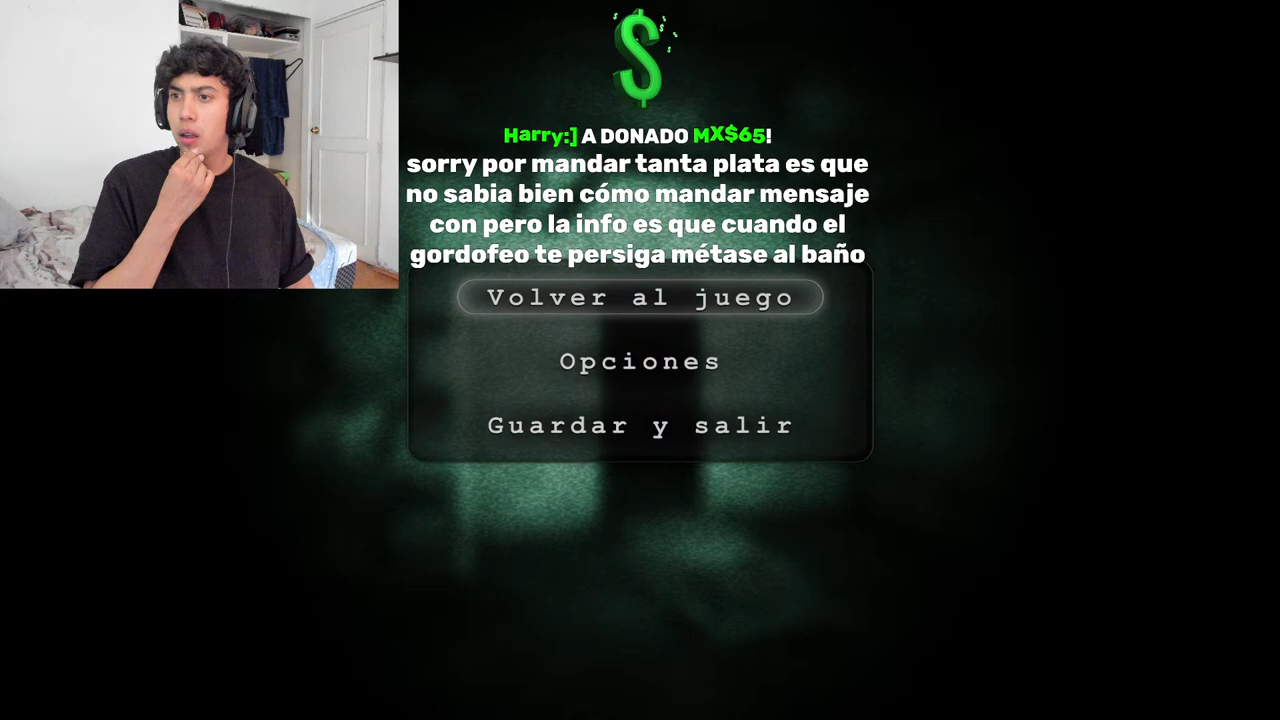 Harry:] A DONADO MX$65!
sorry por mandar tanta plata es que
no sabia bien cómo mandar mensaje
con pero la info es que cuando el
gordofeo te persiga métase al baño
Volver al juego
Opciones
Guardar y salir